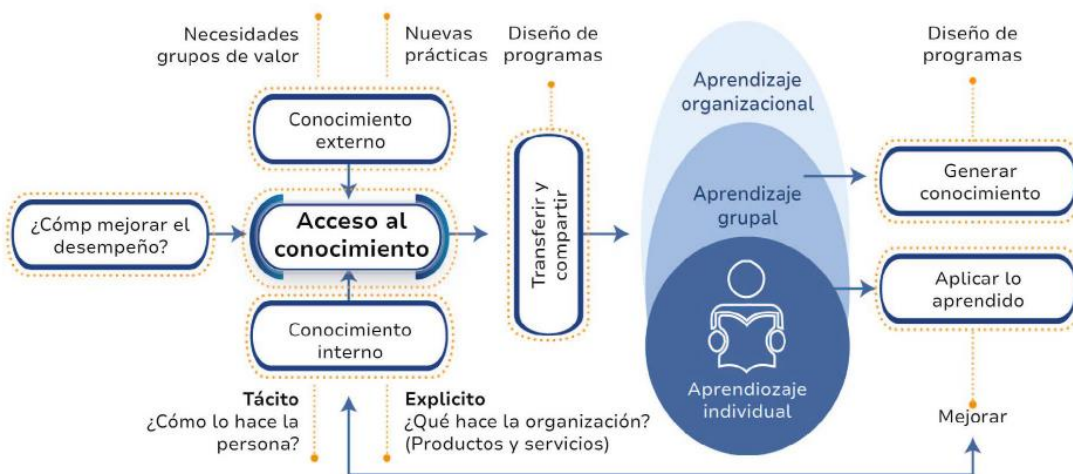 Necesidades
grupos de valor
Nuevas
prácticas
Diseño de
programas
Diseño de
programas
Conocimiento
externo
¿Cómp mejorar el
desempeño?
Acceso al
conocimiento
Conocimiento
interno
Tácito
¿Cómo lo hace la
persona?
Explicito
¿Qué hace la organización?
(Productos y servicios)
Transferir y
compartir
Aprendizaje
organizacional
Aprendizaje
grupal
Aprendiozaje
individual
Generar
conocimiento
Aplicar lo
aprendido
Mejorar